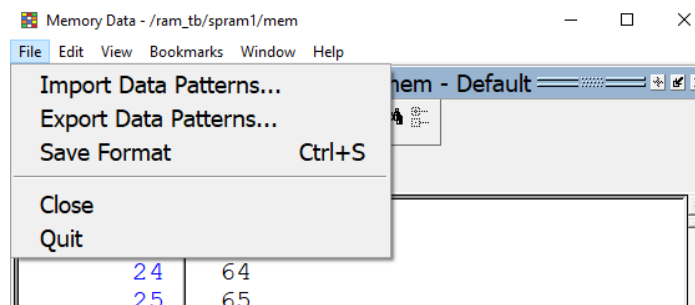 Memory Data - /ram_tb/spram1/mem
File Edit View Bookmarks Window Help
Import Data Patterns...
Export Data Patterns...
Save Format Ctrl+S
Close
Quit
- Default
24 64
25 65